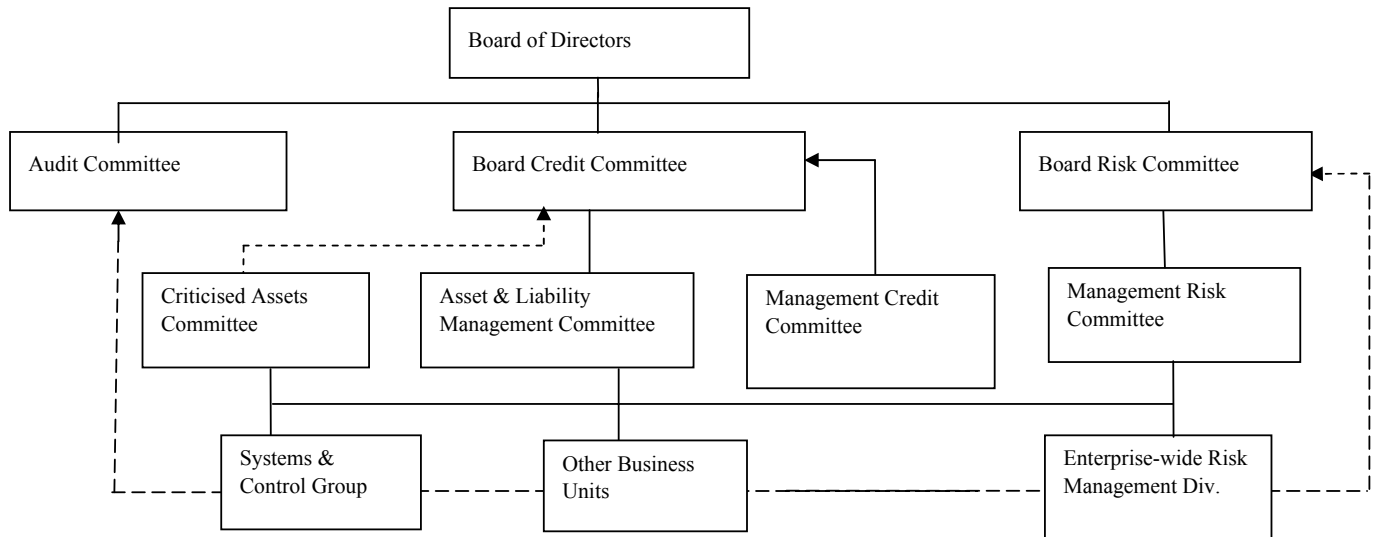 Board of Directors
Audit Committee
Board Credit Committee
Board Risk Committee
Criticised Assets
Committee
Asset & Liability
Management Committee
Management Credit
Committee
Management Risk
Committee
Systems &
Control Group
Other Business
Units
Enterprise-wide Risk
Management Div.